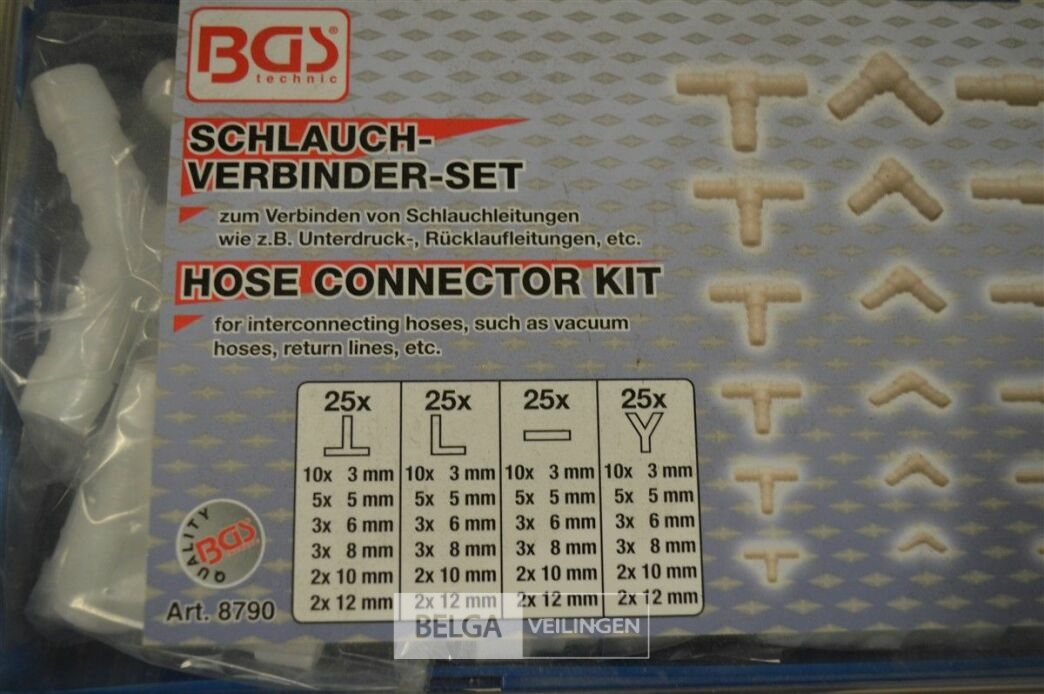 BGS®
technic
SCHLAUCH-
VERBINDER-SET
zum Verbinden von Schlauchleitungen
wie z.B. Unterdruck-, Rücklaufleitungen, etc.
HOSE CONNECTOR KIT
for interconnecting hoses, such as vacuum
hoses, return lines, etc.
25x 25x 25x 25x
10x 3 mm 10x 3 mm 10x 3 mm 10x 3 mm
5x 5 mm 5x 5 mm 5x 5 mm 5x 5 mm
3x 6 mm 3x 6 mm 3x 6 mm 3x 6 mm
3x 8 mm 3x 8 mm 3x 8 mm 3x 8 mm
2x 10 mm 2x 10 mm 2x 10 mm 2x 10 mm
2x 12 mm 2x 12 mm 2x 12 mm 2x 12 mm
QUALITY
BGS
Art. 8790
BELGA VEILINGEN